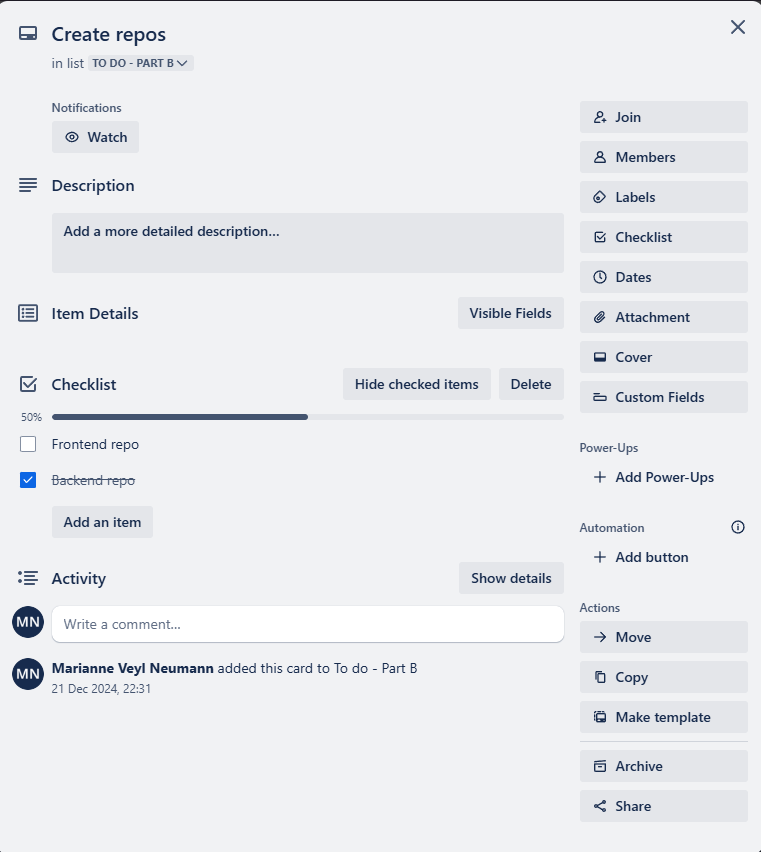 Create repos
in list TO DO - PART B
Notifications
Watch
Description
Add a more detailed description...
Item Details
Visible Fields
Checklist
Hide checked items
Delete
50%
Frontend repo
Backend repo
Add an item
Activity
Show details
MN
Write a comment...
MN
Marianne Veyl Neumann added this card to To do - Part B
21 Dec 2024, 22:31
Join
Members
Labels
Checklist
Dates
Attachment
Cover
Custom Fields
Power-Ups
Add Power-Ups
Automation
Add button
Actions
Move
Copy
Make template
Archive
Share